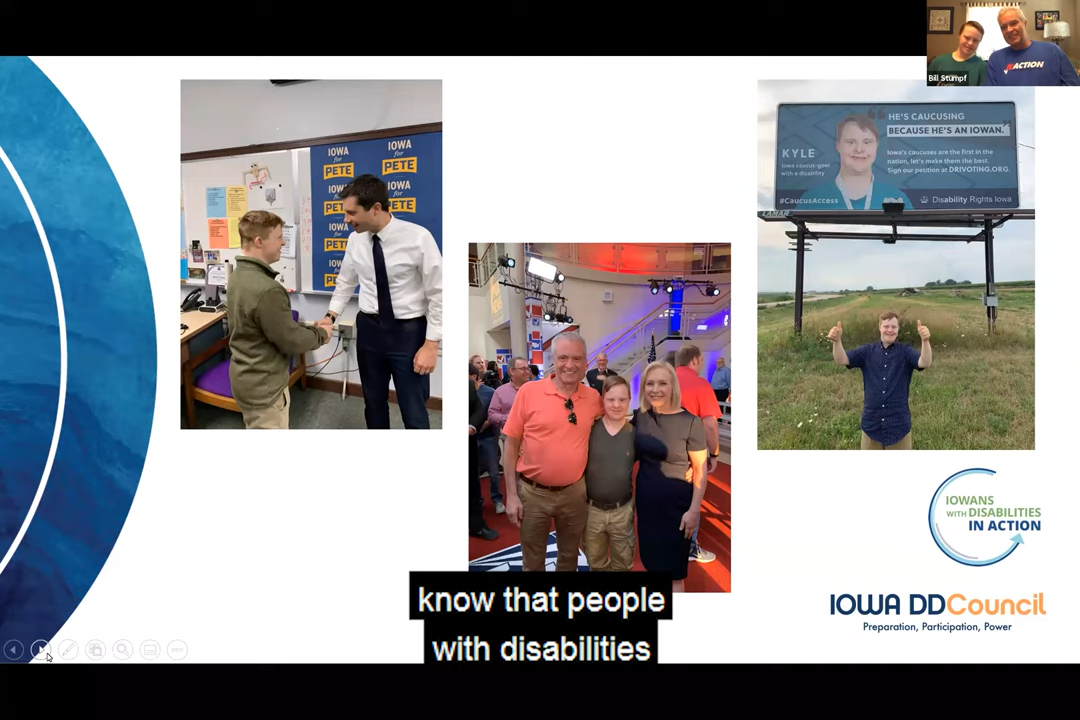 ACTION
Bill Stumpf
IOWA
for
PETE
IOWA
for
PETE
IOWA
IOWA
PETE
IOWA
PETE
IOWA
PETE
HE'S CAUCUSING
BECAUSE HE'S AN IOWAN."
KYLE
Iowa caucus-goer
with a disability
Iowa's caucuses are the first in the
nation, let's make them the best.
Sign our petition at DRIVOTING.ORG.
#CaucusAccess
Disability Rights Iowa
LAMAR
IOWANS
WITH DISABILITIES
IN ACTION
IOWA DDCouncil
Preparation, Participation, Power
know that people
with disabilities